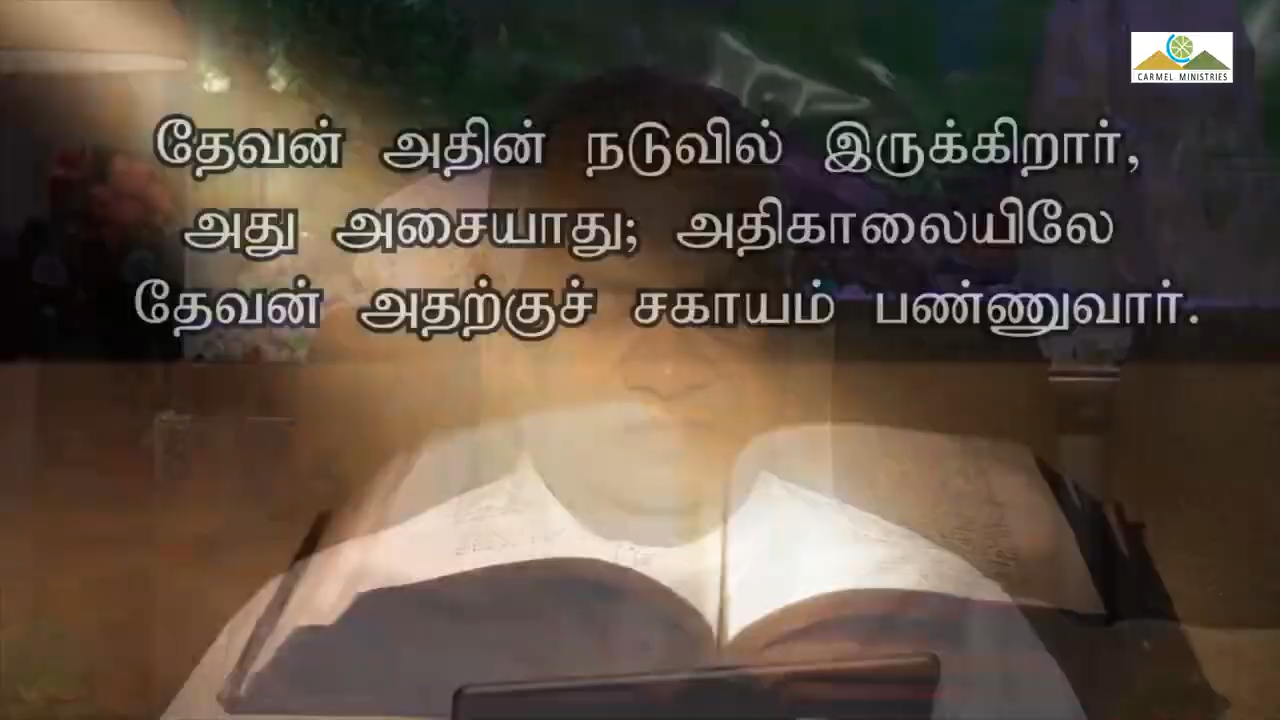 CARMEL MINISTRIES
தேவன் அதின் நடுவில் இருக்கிறார்,
அது அசையாது; அதிகாலையிலே
தேவன் அதற்குச் சகாயம் பண்ணுவார்.